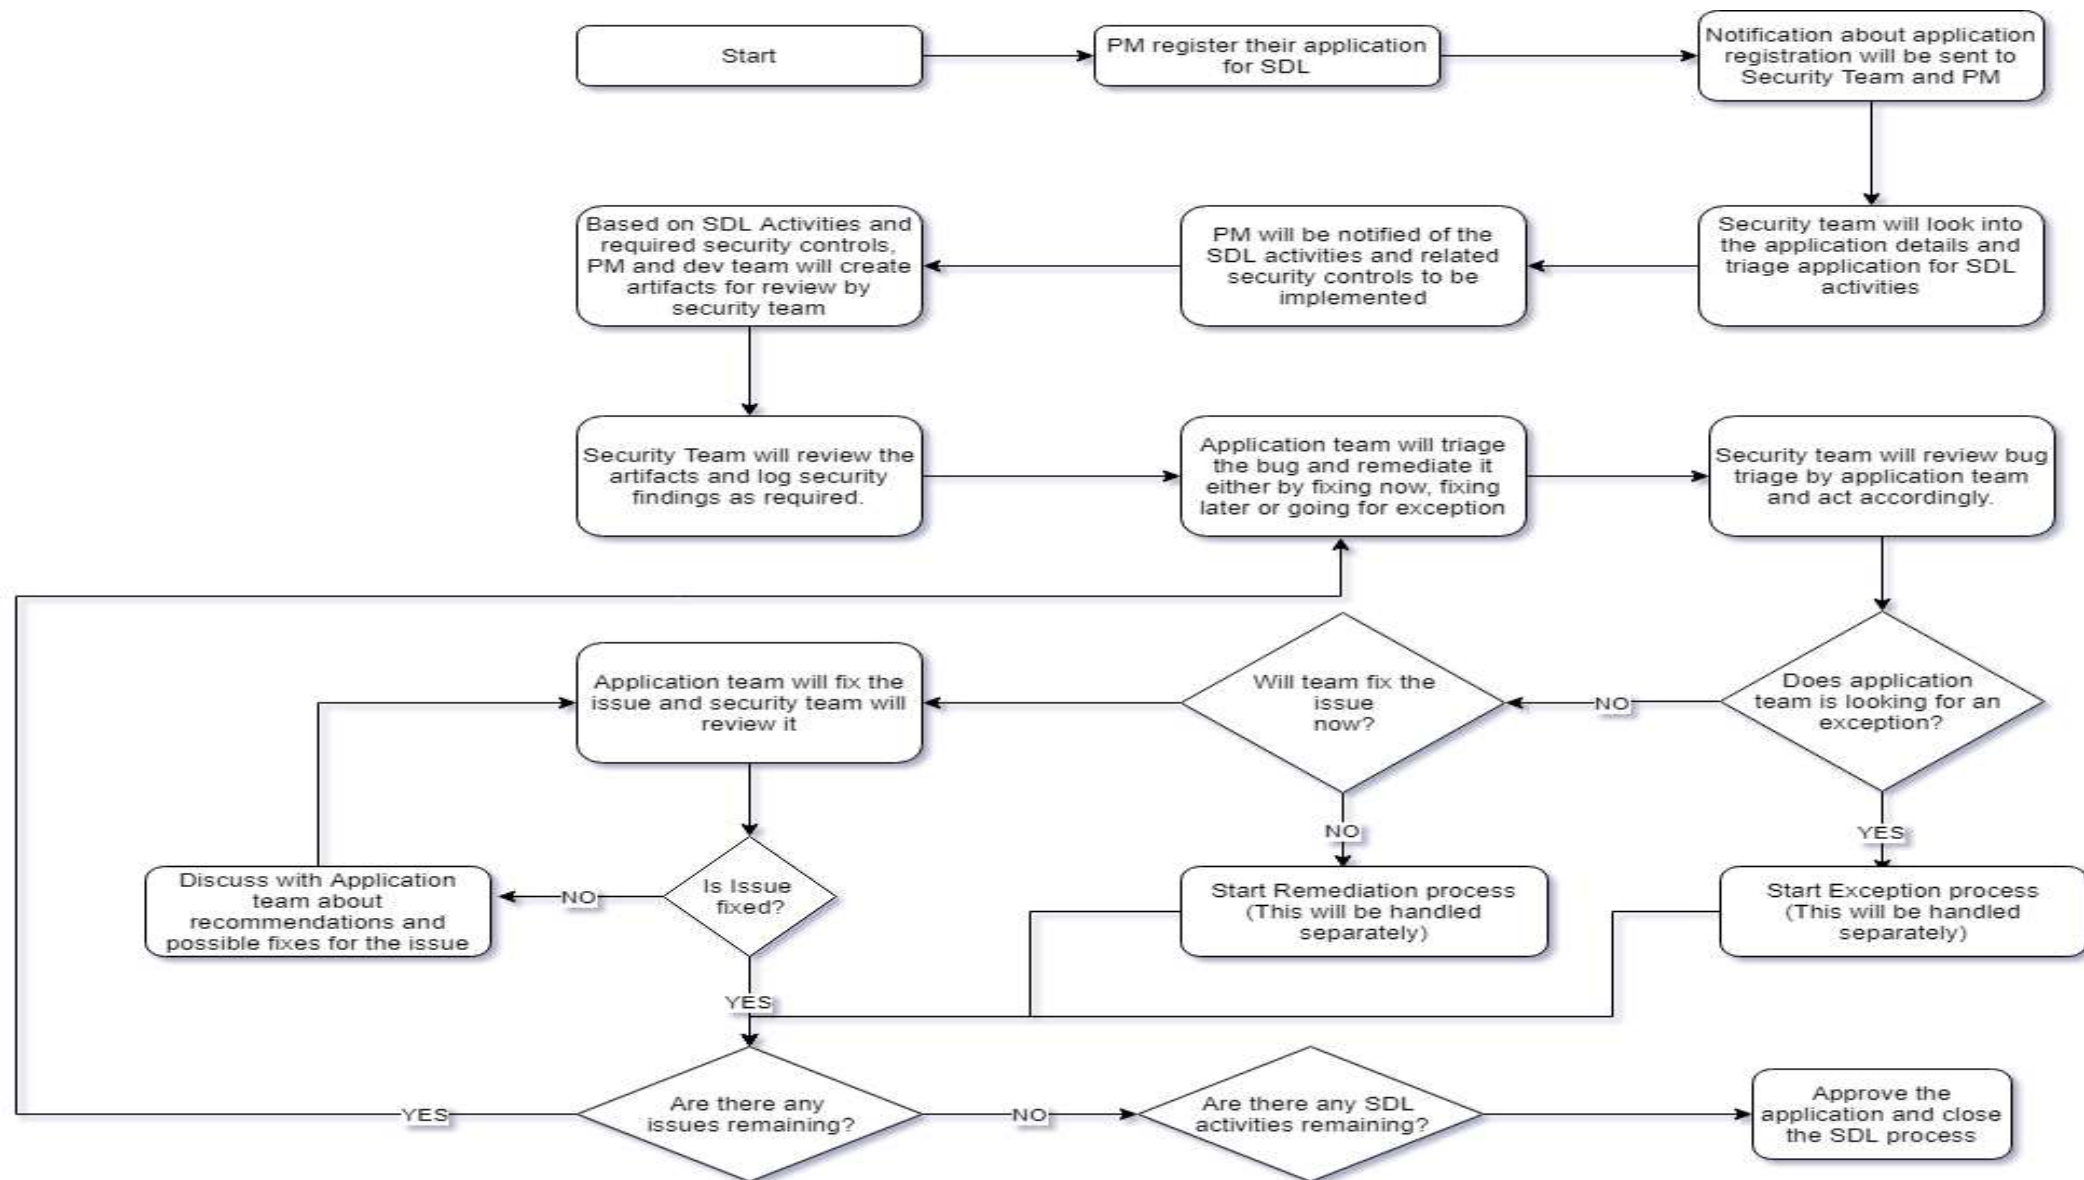 Start
PM register their application
for SDL
Notification about application
registration will be sent to
Security Team and PM
Based on SDL Activities and
required security controls,
PM and dev team will create
artifacts for review by
security team
PM will be notified of the
SDL activities and related
security controls to be
implemented
Security team will look into
the application details and
triage application for SDL
activities
Security Team will review the
artifacts and log security
findings as required.
Application team will triage
the bug and remediate it
either by fixing now, fixing
later or going for exception
Security team will review bug
triage by application team
and act accordingly.
Application team will fix the
issue and security team will
review it
Will team fix the
issue
now?
NO
Does application
team is looking for an
exception?
NO
YES
Discuss with Application
team about
recommendations and
possible fixes for the issue
NO
Is Issue
fixed?
Start Remediation process
(This will be handled
separately)
Start Exception process
(This will be handled
separately)
YES
YES
Are there any
issues remaining?
NO
Are there any SDL
activities remaining?
Approve the
application and close
the SDL process